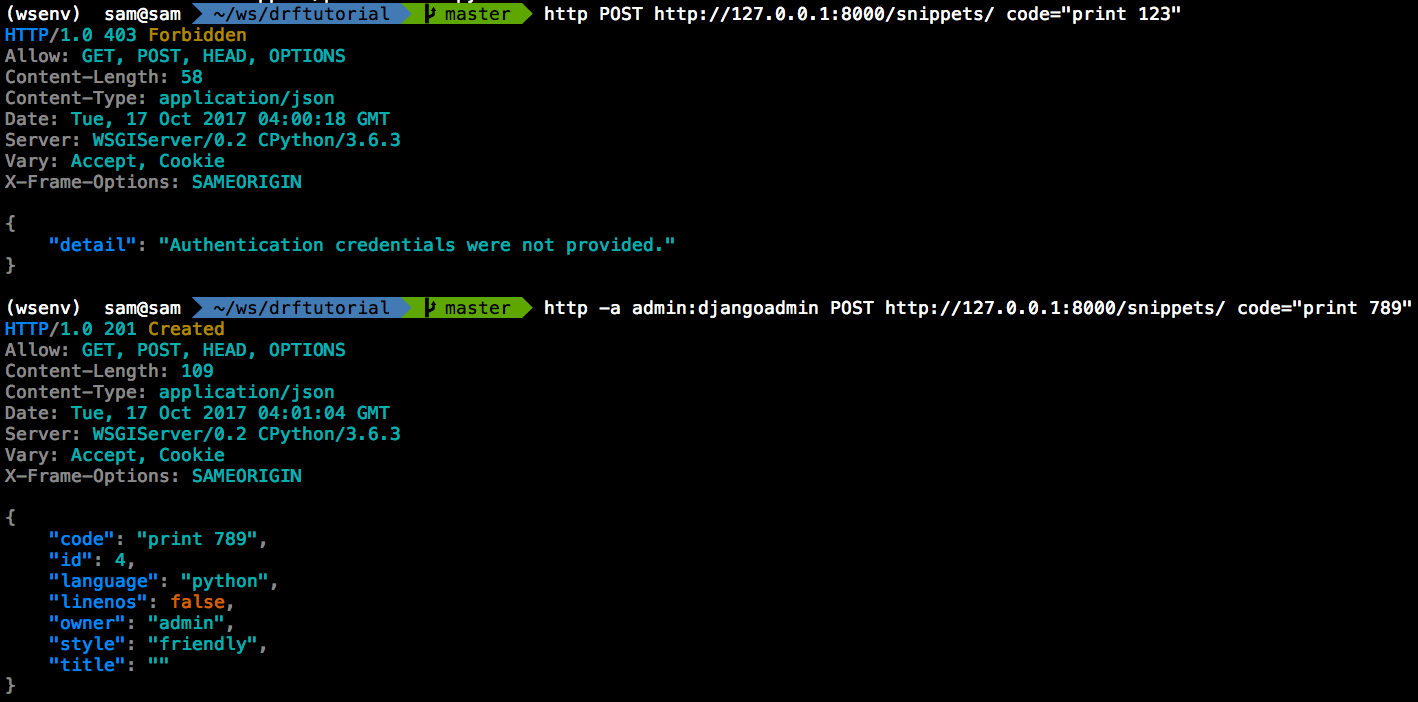 (wsenv) sam@sam ~/ws/drftutorial master http POST http://127.0.0.1:8000/snippets/ code="print 123"
HTTP/1.0 403 Forbidden
Allow: GET, POST, HEAD, OPTIONS
Content-Length: 58
Content-Type: application/json
Date: Tue, 17 Oct 2017 04:00:18 GMT
Server: WSGIServer/0.2 CPython/3.6.3
Vary: Accept, Cookie
X-Frame-Options: SAMEORIGIN
{
    "detail": "Authentication credentials were not provided."
}
(wsenv) sam@sam ~/ws/drftutorial master http -a admin:djangoadmin POST http://127.0.0.1:8000/snippets/ code="print 789"
HTTP/1.0 201 Created
Allow: GET, POST, HEAD, OPTIONS
Content-Length: 109
Content-Type: application/json
Date: Tue, 17 Oct 2017 04:01:04 GMT
Server: WSGIServer/0.2 CPython/3.6.3
Vary: Accept, Cookie
X-Frame-Options: SAMEORIGIN
{
    "code": "print 789",
    "id": 4,
    "language": "python",
    "linenos": false,
    "owner": "admin",
    "style": "friendly",
    "title": ""
}